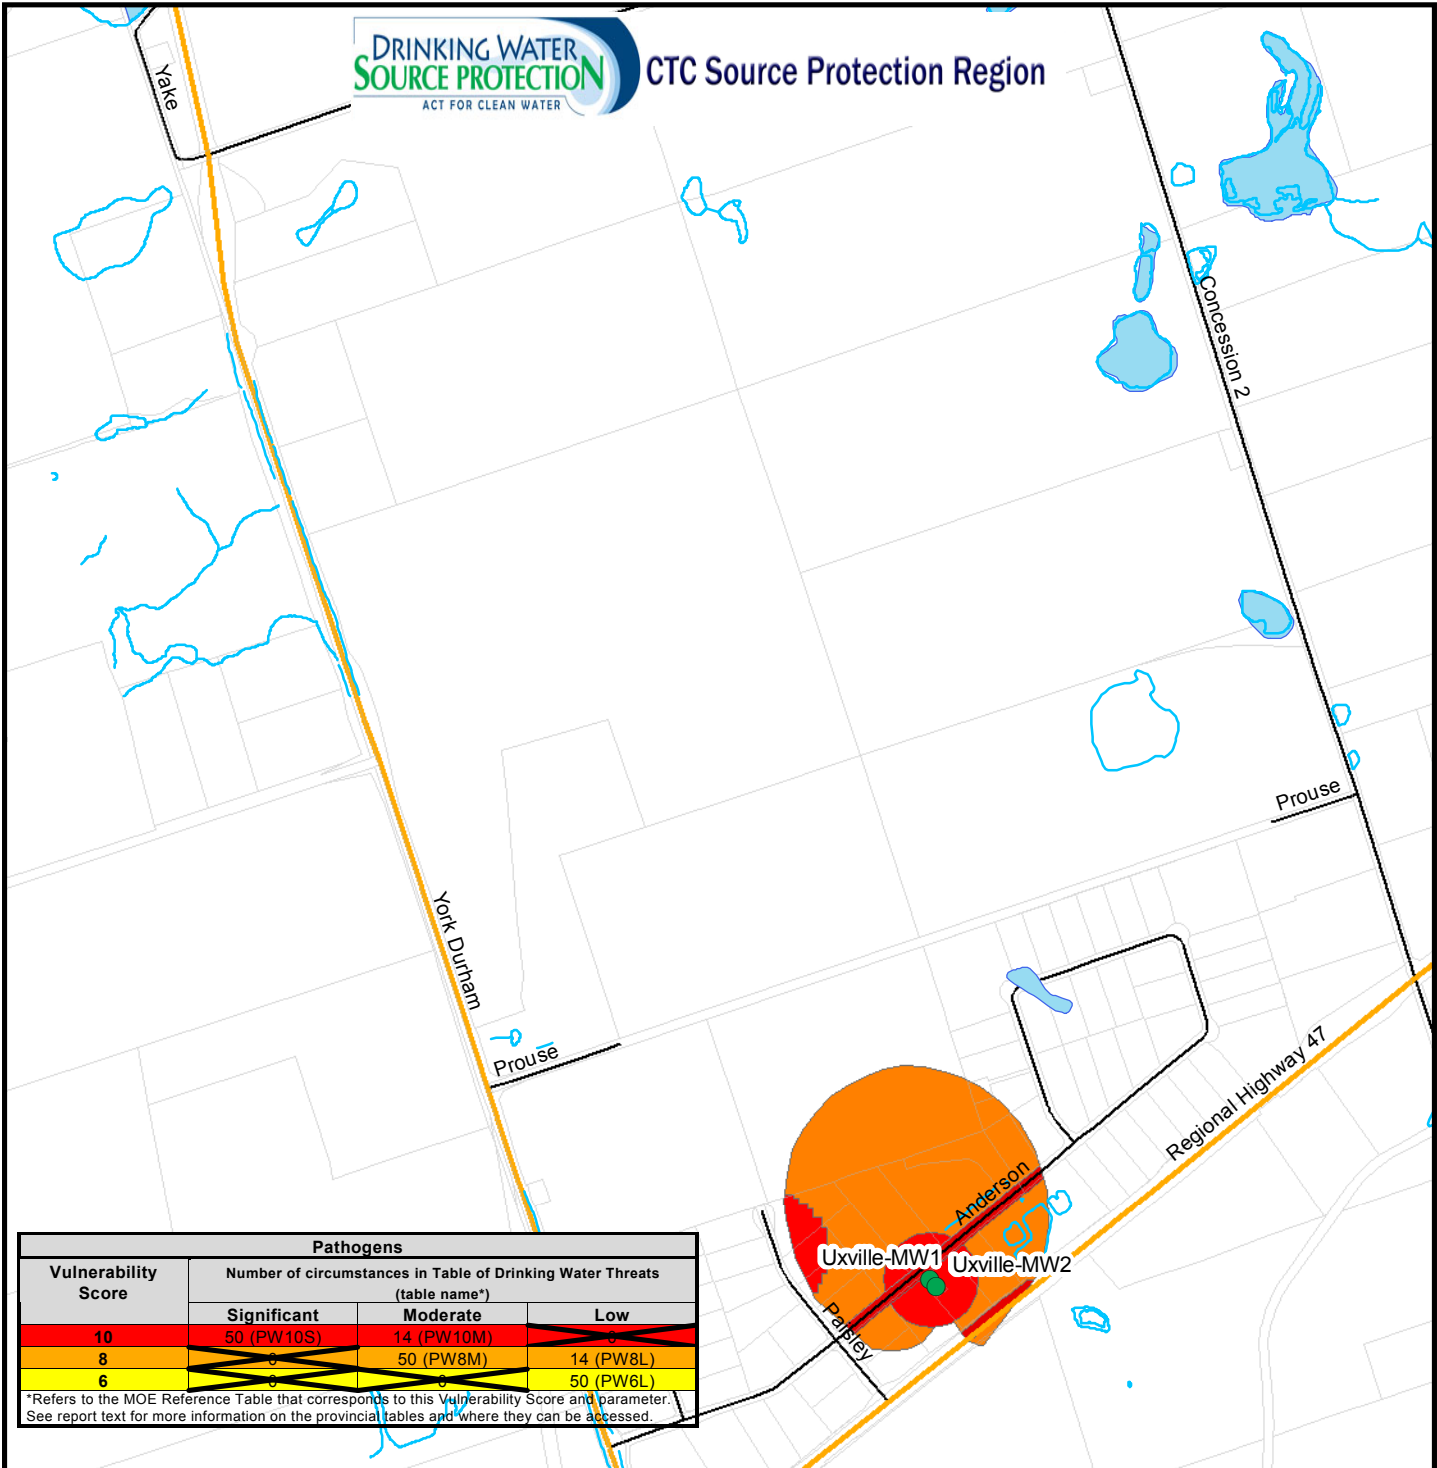 DRINKING WATER
SOURCE PROTECTION
ACT FOR CLEAN WATER
CTC Source Protection Region
Yake
Concession 2
Prouse
York Durham
Prouse
Regional Highway 47
Anderson
Uxville-MW1
Uxville-MW2
Paisley
Pathogens
Vulnerability Score
Number of circumstances in Table of Drinking Water Threats
(table name*)
Significant Moderate Low
10 50 (PW10S) 14 (PW10M) 0
8 0 50 (PW8M) 14 (PW8L)
6 0 0 50 (PW6L)
*Refers to the MOE Reference Table that corresponds to this Vulnerability Score and parameter.
See report text for more information on the provincial tables and where they can be accessed.